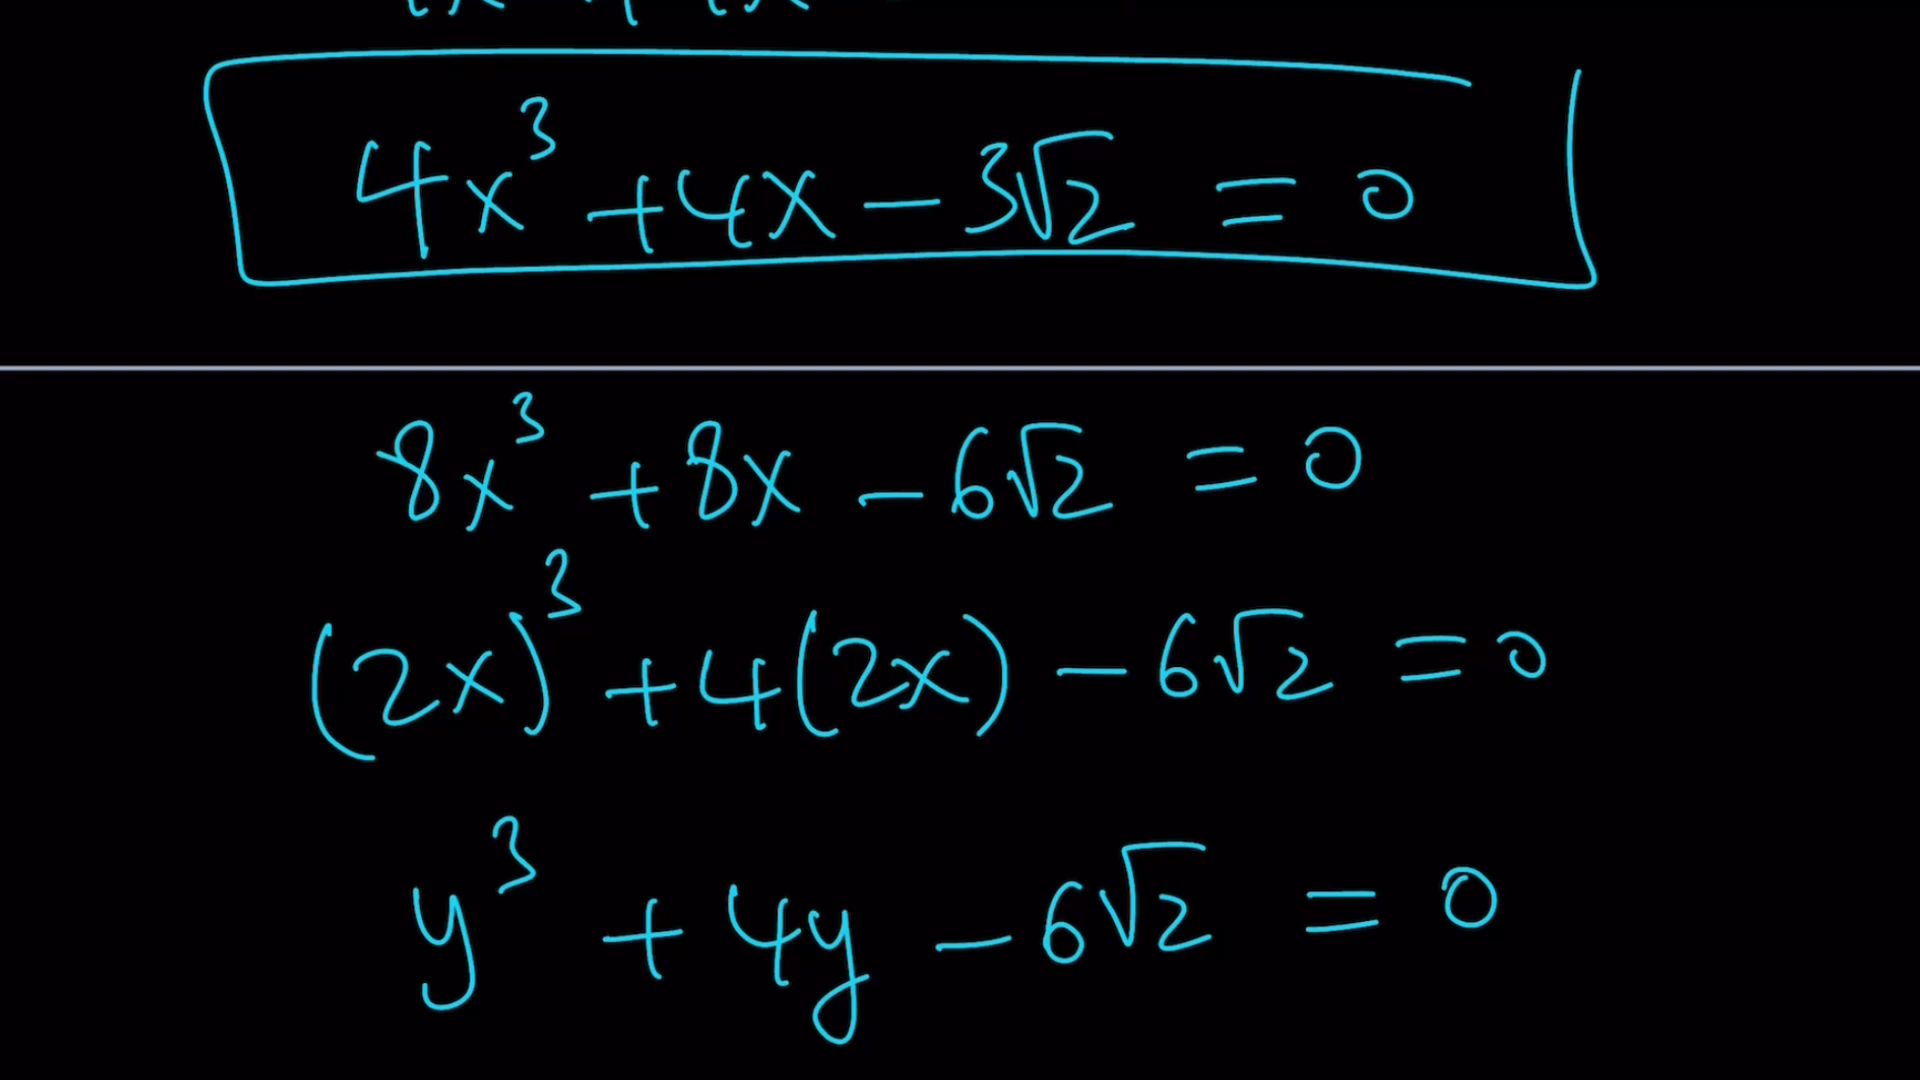 4x³ + 4x − 3√2 = 0
8x³ + 8x − 6√2 = 0
(2x)³ + 4(2x) − 6√2 = 0
y³ + 4y − 6√2 = 0